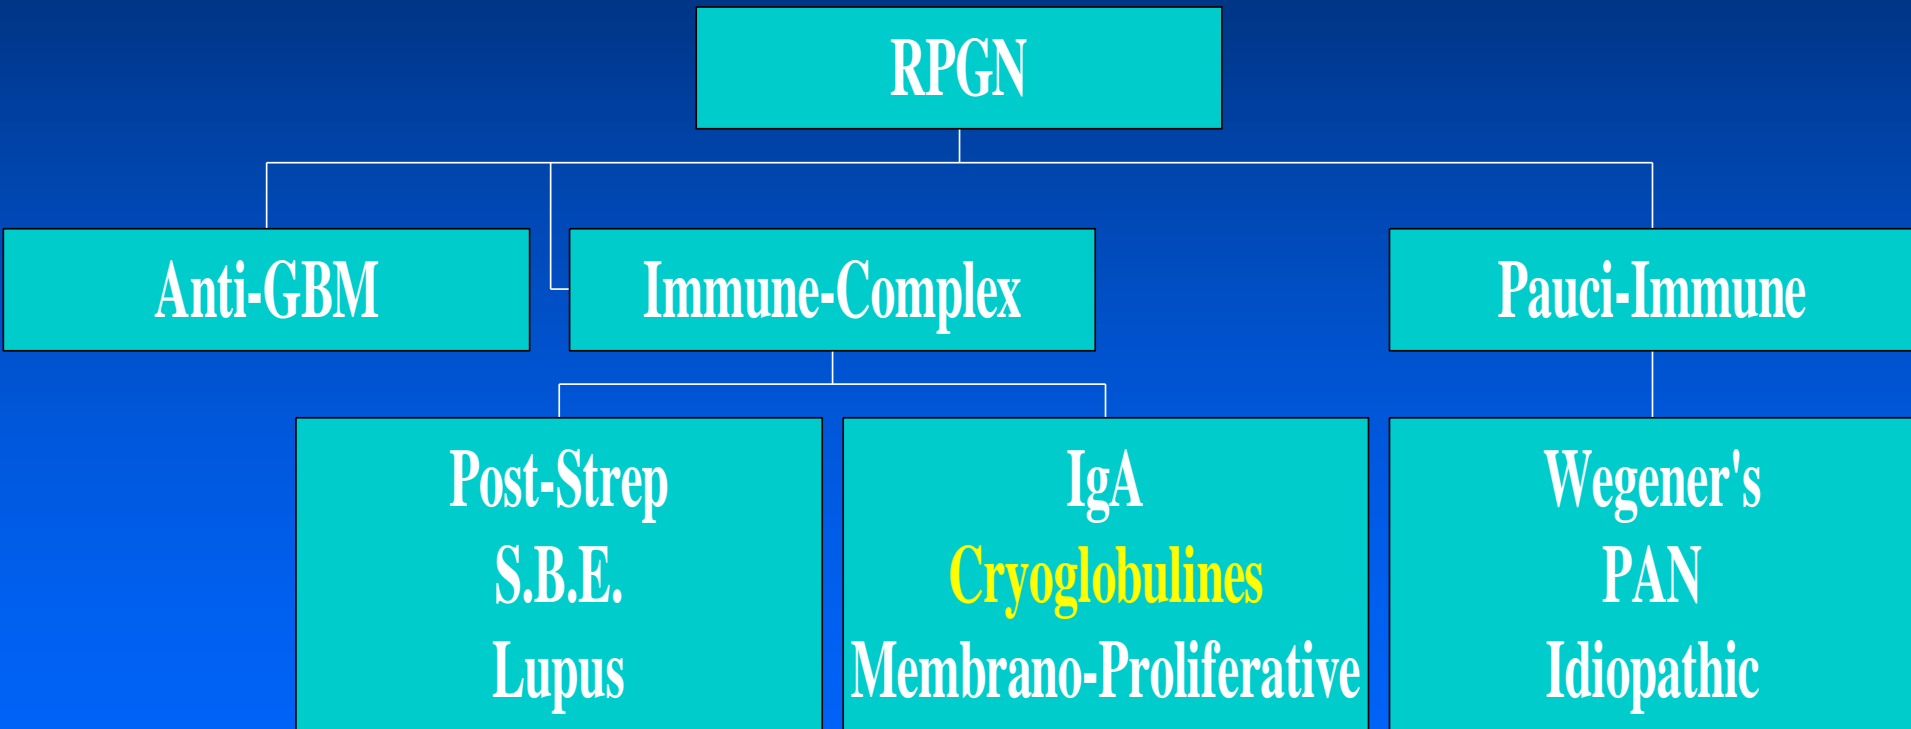 RPGN
Anti-GBM
Immune-Complex
Pauci-Immune
Post-Strep
S.B.E.
Lupus
IgA
Cryoglobulines
Membrano-Proliferative
Wegener's
PAN
Idiopathic